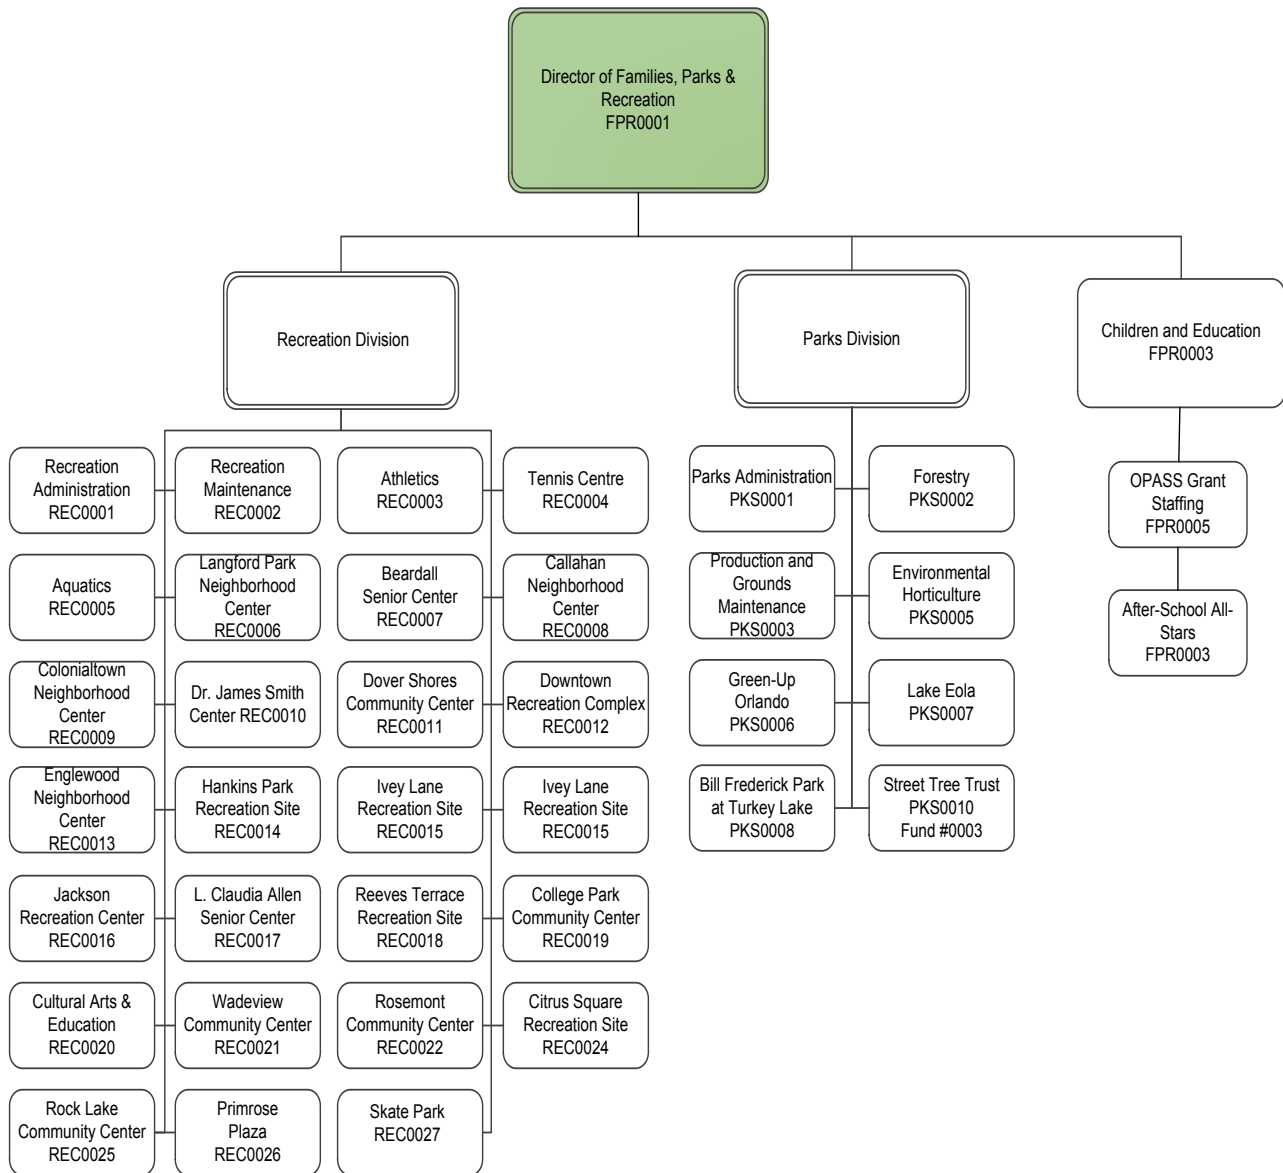 Director of Families, Parks &
Recreation
FPR0001
Recreation Division
Parks Division
Children and Education
FPR0003
Recreation
Administration
REC0001
Recreation
Maintenance
REC0002
Athletics
REC0003
Tennis Centre
REC0004
Parks Administration
PKS0001
Forestry
PKS0002
OPASS Grant
Staffing
FPR0005
Aquatics
REC0005
Langford Park
Neighborhood
Center
REC0006
Beardall
Senior Center
REC0007
Callahan
Neighborhood
Center
REC0008
Production and
Grounds
Maintenance
PKS0003
Environmental
Horticulture
PKS0005
After-School All-
Stars
FPR0003
Colonialtown
Neighborhood
Center
REC0009
Dr. James Smith
Center REC0010
Dover Shores
Community Center
REC0011
Downtown
Recreation Complex
REC0012
Green-Up
Orlando
PKS0006
Lake Eola
PKS0007
Englewood
Neighborhood
Center
REC0013
Hankins Park
Recreation Site
REC0014
Ivey Lane
Recreation Site
REC0015
Ivey Lane
Recreation Site
REC0015
Bill Frederick Park
at Turkey Lake
PKS0008
Street Tree Trust
PKS0010
Fund #0003
Jackson
Recreation Center
REC0016
L. Claudia Allen
Senior Center
REC0017
Reeves Terrace
Recreation Site
REC0018
College Park
Community Center
REC0019
Cultural Arts &
Education
REC0020
Wadeview
Community Center
REC0021
Rosemont
Community Center
REC0022
Citrus Square
Recreation Site
REC0024
Rock Lake
Community Center
REC0025
Primrose
Plaza
REC0026
Skate Park
REC0027